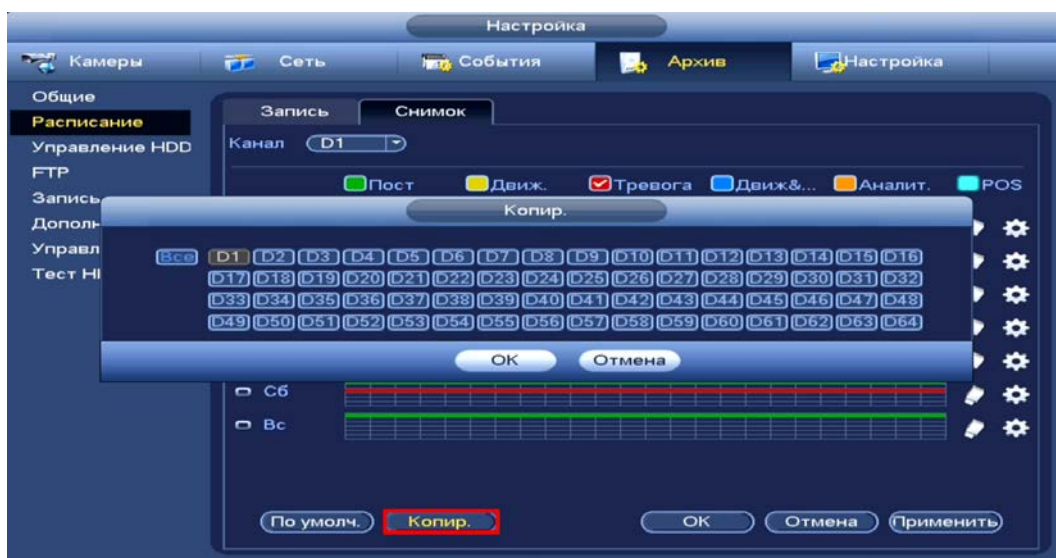 Настройка
Камеры Сеть События Архив Настройка
Общие
Расписание
Управление HDD
FTP
Запись
Дополн
Управл
Тест HI
Запись Снимок
Канал D1
Пост Движ. Тревога Движ&... Аналит. POS
Копир.
Все D1 D2 D3 D4 D5 D6 D7 D8 D9 D10 D11 D12 D13 D14 D15 D16
D17 D18 D19 D20 D21 D22 D23 D24 D25 D26 D27 D28 D29 D30 D31 D32
D33 D34 D35 D36 D37 D38 D39 D40 D41 D42 D43 D44 D45 D46 D47 D48
D49 D50 D51 D52 D53 D54 D55 D56 D57 D58 D59 D60 D61 D62 D63 D64
OK Отмена
Сб
Вс
По умолч. Копир. OK Отмена Применить